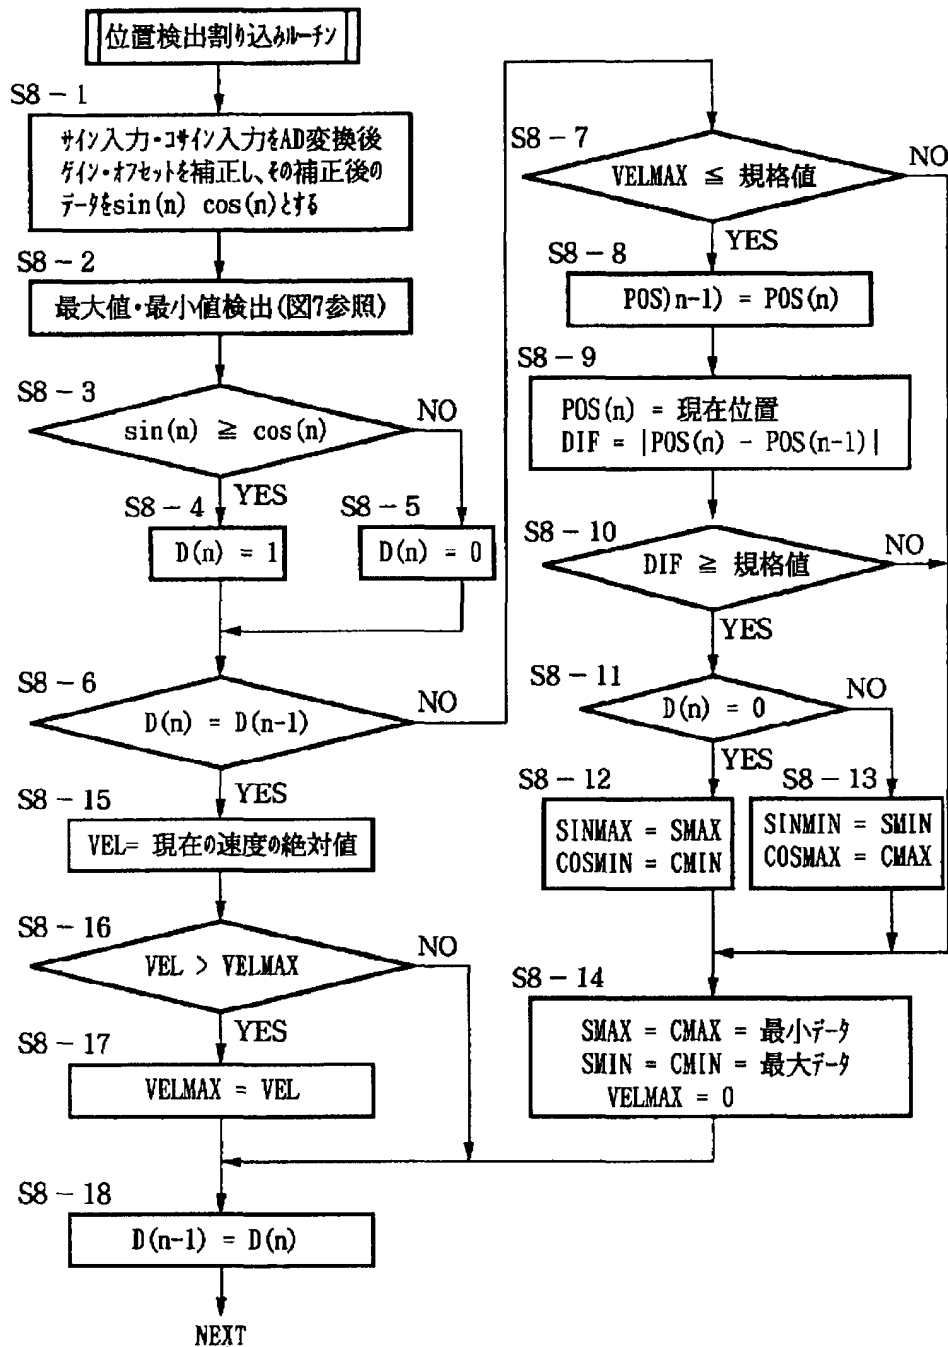 位置検出割り込みルーチン
S8-1
サイン入力・コサイン入力をAD変換後
ゲイン・オフセットを補正し、その補正後の
データをsin(n) cos(n)とする
S8-2
最大値・最小値検出(図7参照)
S8-3
sin(n) ≧ cos(n)
NO
YES
S8-4
D(n) = 1
S8-5
D(n) = 0
S8-6
D(n) = D(n-1)
NO
YES
S8-7
VELMAX ≦ 規格値
NO
YES
S8-8
POS)n-1) = POS(n)
S8-9
POS(n) = 現在位置
DIF = |POS(n) - POS(n-1)|
S8-10
DIF ≧ 規格値
NO
YES
S8-11
D(n) = 0
NO
YES
S8-12
SINMAX = SMAX
COSMIN = CMIN
S8-13
SINMIN = SMIN
COSMAX = CMAX
S8-14
SMAX = CMAX = 最小データ
SMIN = CMIN = 最大データ
VELMAX = 0
S8-15
VEL= 現在の速度の絶対値
S8-16
VEL > VELMAX
NO
YES
S8-17
VELMAX = VEL
S8-18
D(n-1) = D(n)
NEXT